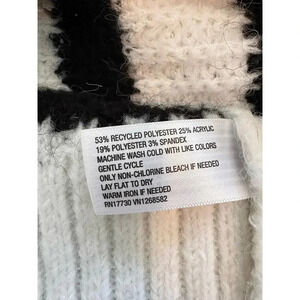 53% RECYCLED POLYESTER 25% ACRYLIC
19% POLYESTER 3% SPANDEX
MACHINE WASH COLD WITH LIKE COLORS
GENTLE CYCLE
ONLY NON-CHLORINE BLEACH IF NEEDED
LAY FLAT TO DRY
WARM IRON IF NEEDED
RN17730 VN1268582